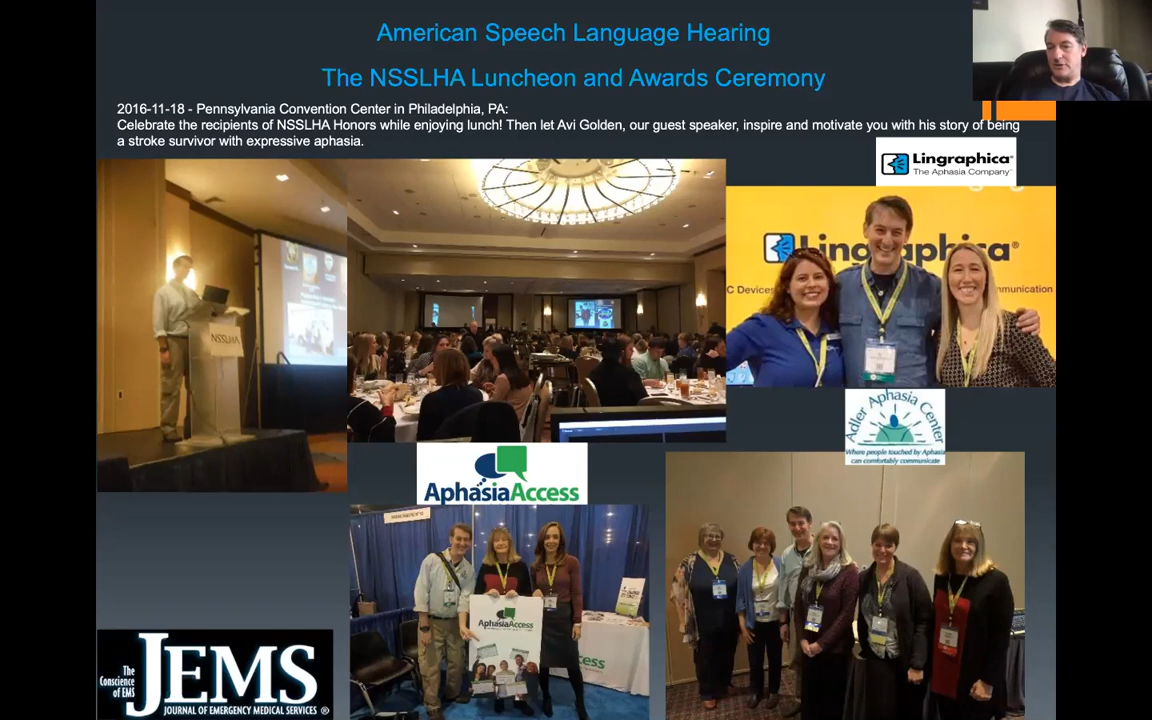 American Speech Language Hearing
The NSSLHA Luncheon and Awards Ceremony
2016-11-18 - Pennsylvania Convention Center in Philadelphia, PA:
Celebrate the recipients of NSSLHA Honors while enjoying lunch! Then let Avi Golden, our guest speaker, inspire and motivate you with his story of being
a stroke survivor with expressive aphasia.
Lingraphica®
The Aphasia Company™
Lingraphica®
C Devices
mmunication
NSSLHA
Adler Aphasia Center
Where people touched by Aphasia
can comfortably communicate
AphasiaAccess
AphasiaAccess
cess
The
Conscience
of EMS
JEMS
JOURNAL OF EMERGENCY MEDICAL SERVICES ®